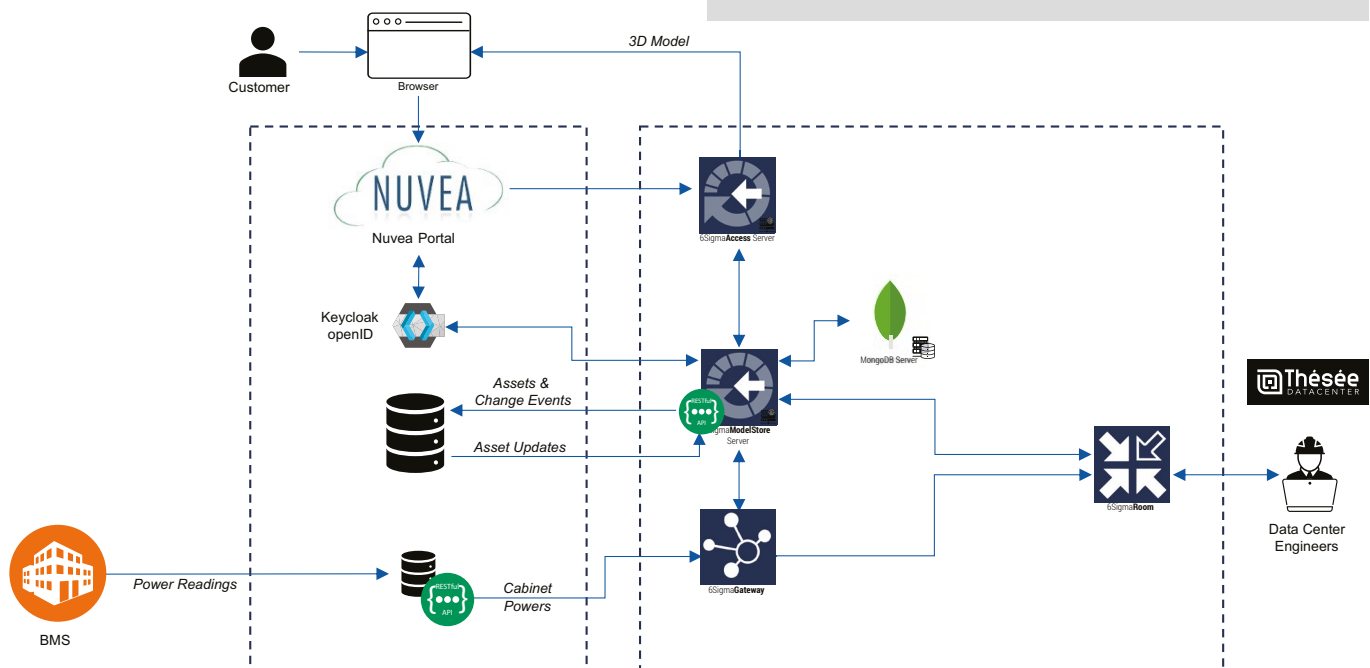 3D Model
Customer
Browser
NUVEA
Nuvea Portal
6SigmaAccess Server
Keycloak
openID
MongoDB Server
Assets &
Change Events
RESTful
{•••}
API
6SigmaModelStore
Server
Asset Updates
Thésée
DATACENTER
6SigmaRoom
Data Center
Engineers
Power Readings
BMS
RESTful
{•••}
API
Cabinet
Powers
6SigmaGateway